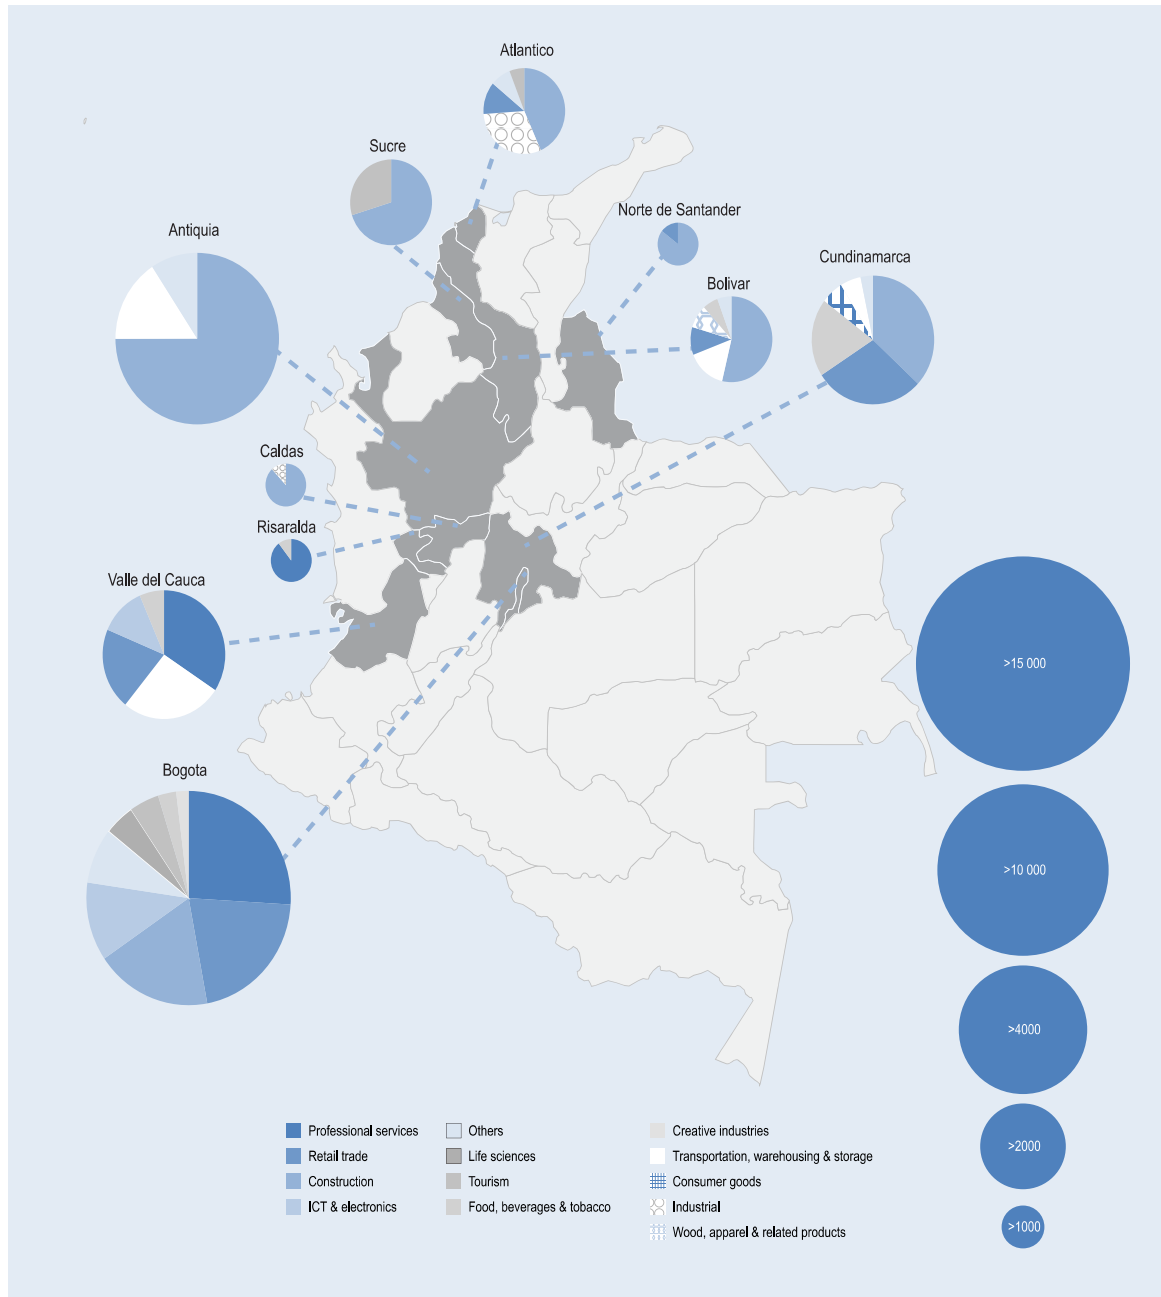 Atlantico
Sucre
Norte de Santander
Antiquia
Cundinamarca
Bolivar
Caldas
Risaralda
Valle del Cauca
>15 000
Bogota
>10 000
>4000
Professional services
Others
Creative industries
Retail trade
Life sciences
Transportation, warehousing & storage
>2000
Construction
Tourism
Consumer goods
ICT & electronics
Food, beverages & tobacco
Industrial
>1000
Wood, apparel & related products